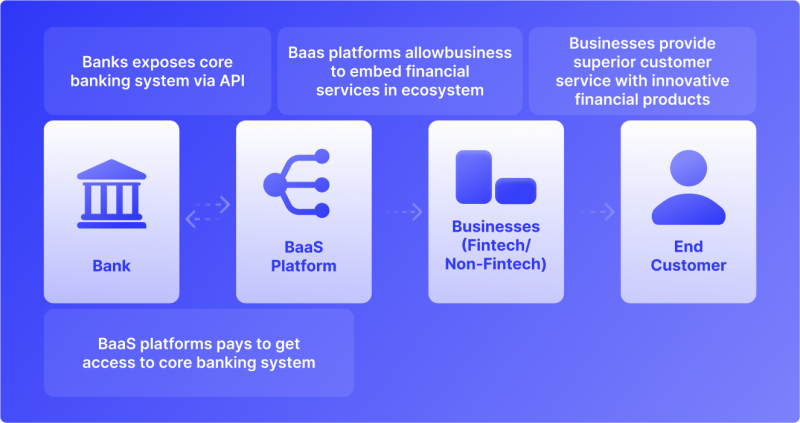 Banks exposes core
banking system via API
Baas platforms allowbusiness
to embed financial
services in ecosystem
Businesses provide
superior customer
service with innovative
financial products
Bank
BaaS
Platform
Businesses
(Fintech/
Non-Fintech)
End
Customer
BaaS platforms pays to get
access to core banking system